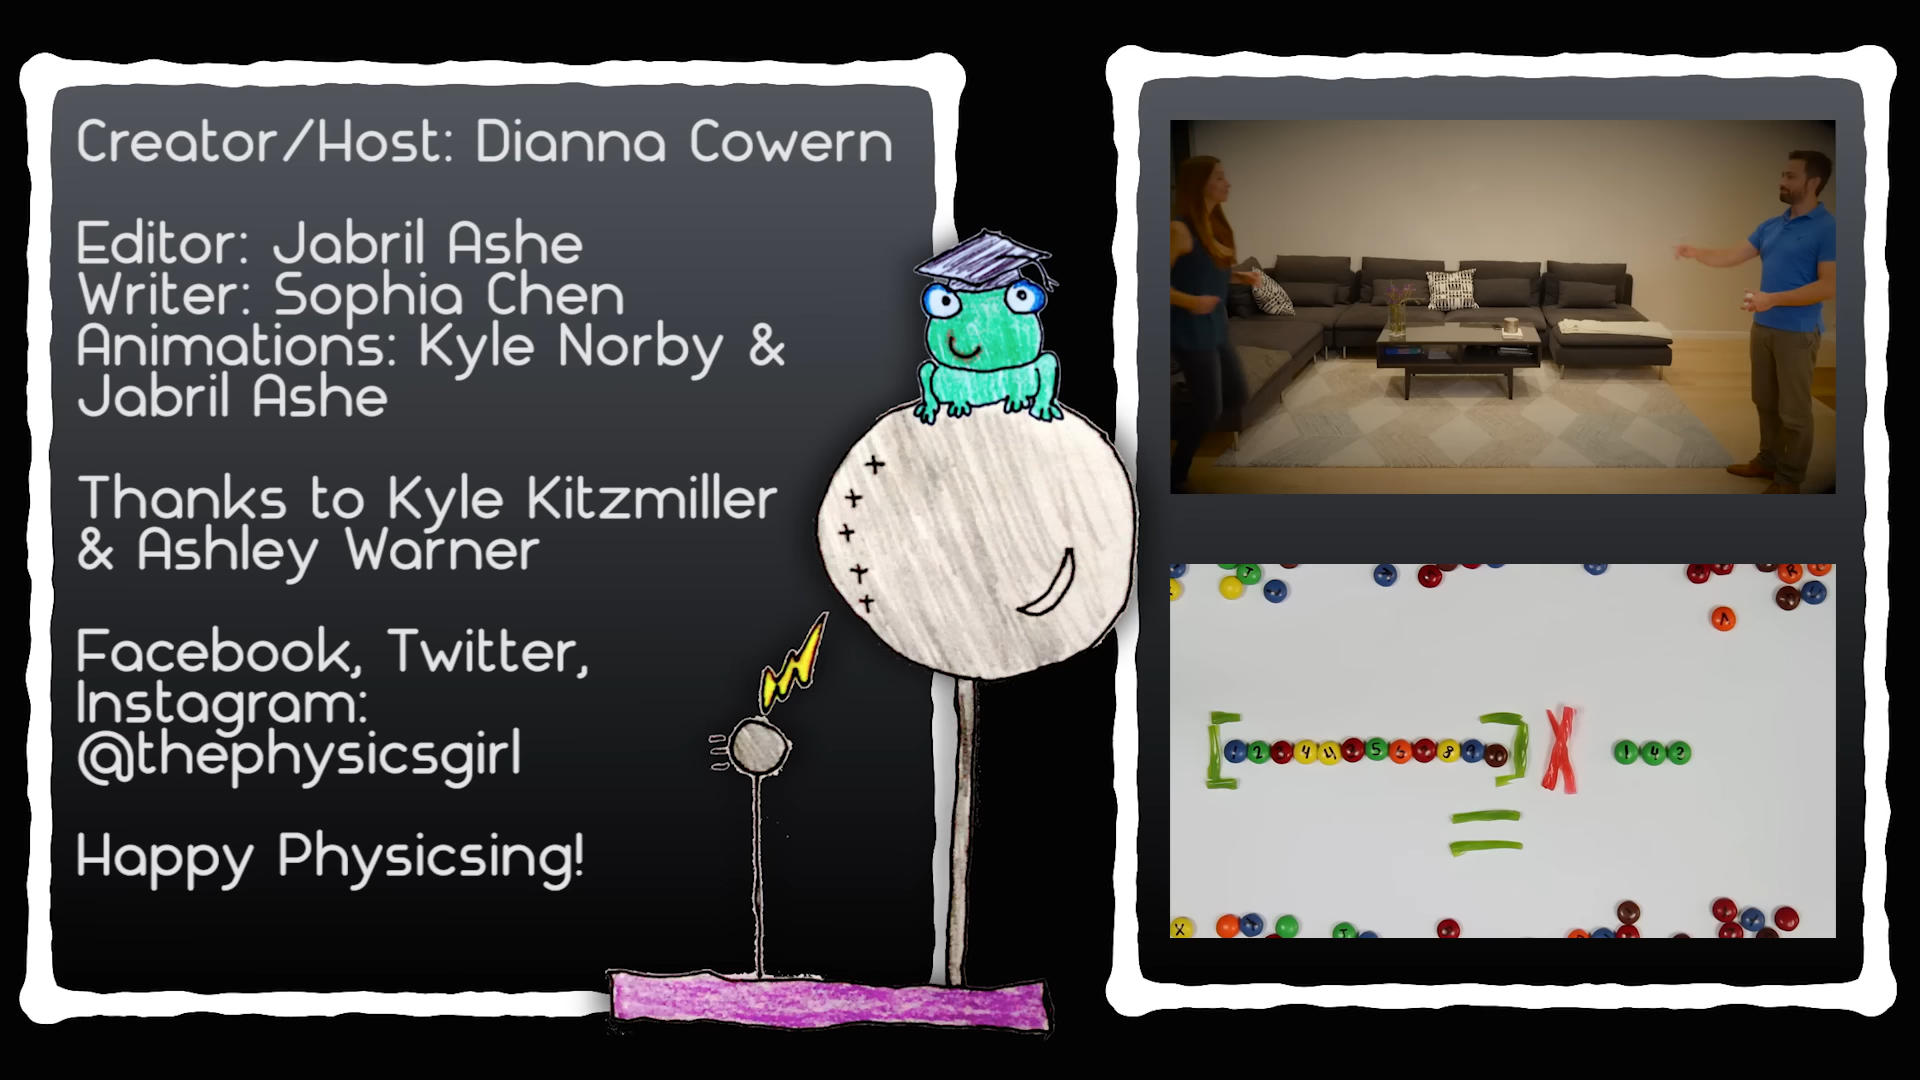 Creator/Host: Dianna Cowern
Editor: Jabril Ashe
Writer: Sophia Chen
Animations: Kyle Norby &
Jabril Ashe
Thanks to Kyle Kitzmiller
& Ashley Warner
Facebook, Twitter,
Instagram:
@thephysicsgirl
Happy Physicsing!